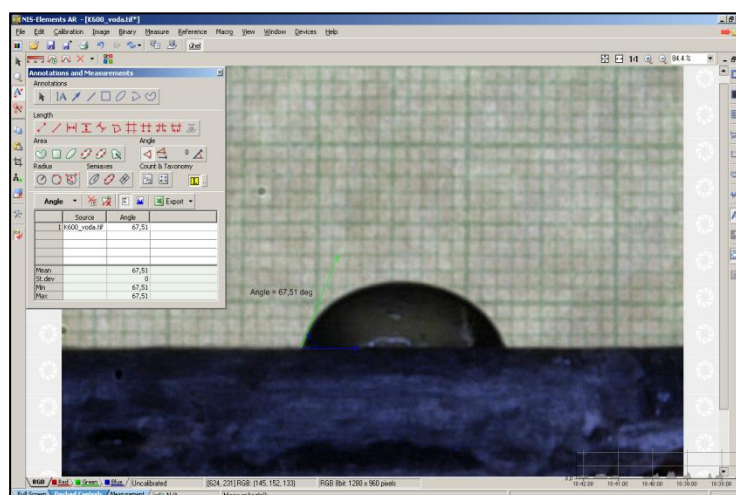 NIS-Elements AR - [K600_voda.tif*]
File Edit Calibration Image Binary Measure Reference Macro View Window Devices Help
1:1 84.4%
Annotations and Measurements
Annotations
Length
Area Angle
Radius Semiaxes Count & Taxonomy
Angle Export
Source Angle
1 K600_voda.tif 67,51
Mean 67,51
St.dev 0
Min 67,51
Max 67,51
Angle = 67,51 deg
RGB Red Green Blue Uncalibrated [624, 231] RGB: (145, 152, 133) RGB 8bit: 1280 x 960 pixels